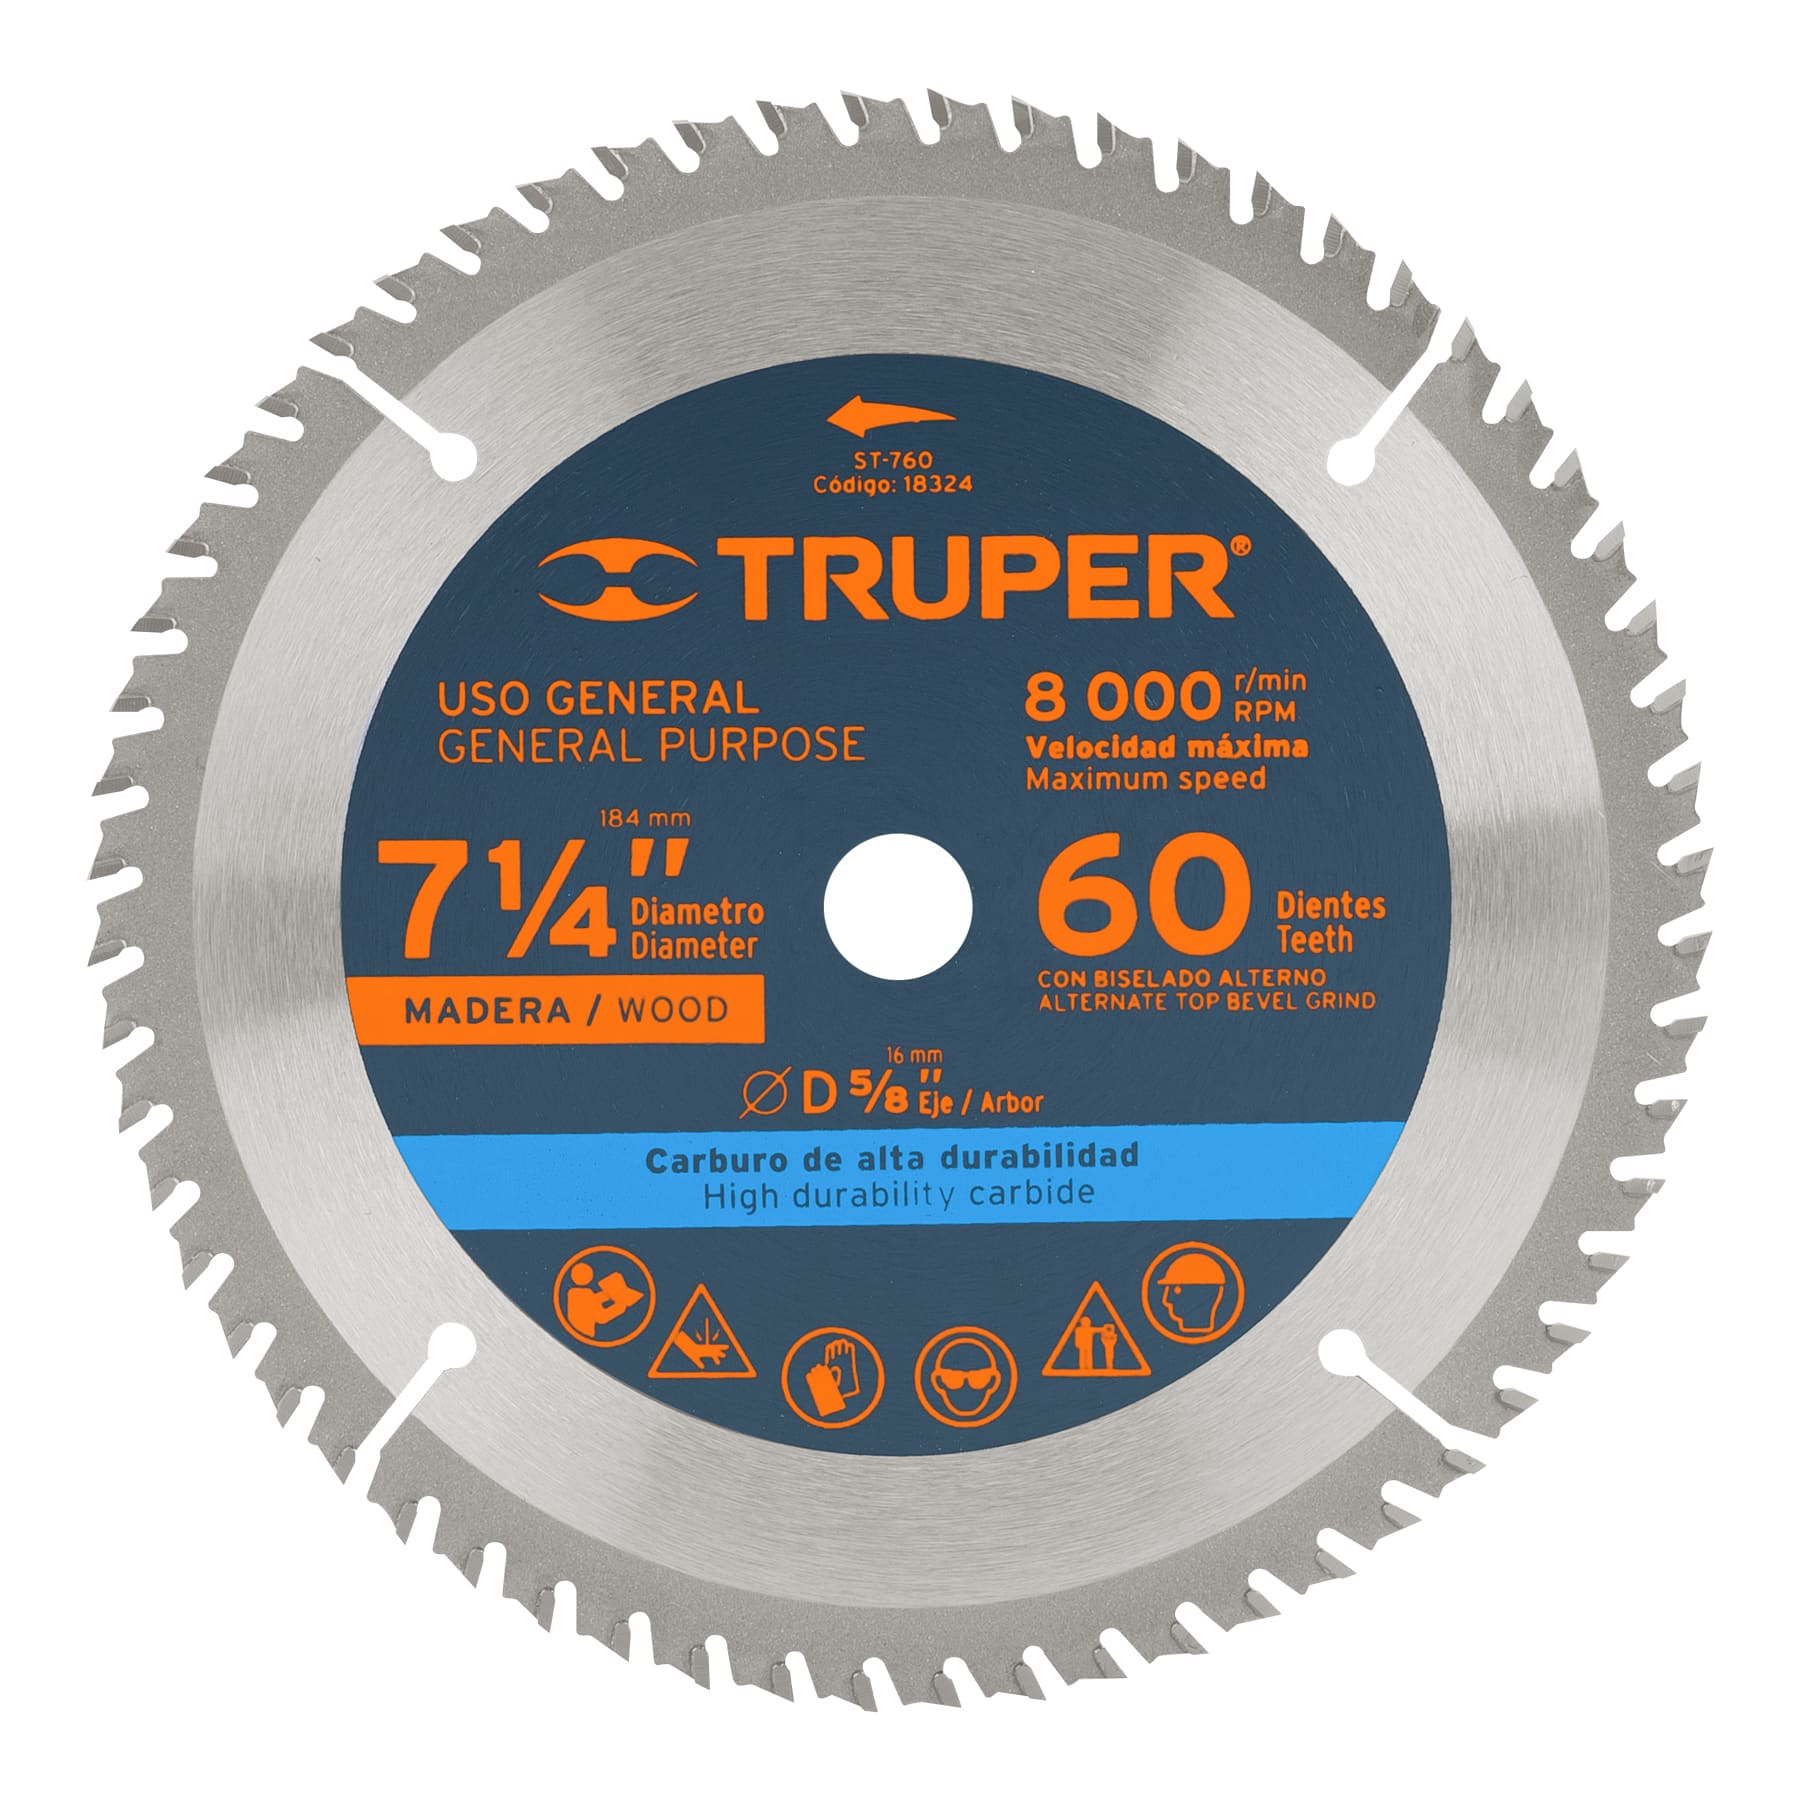 ST-760
Código: 18324
TRUPER®
USO GENERAL
GENERAL PURPOSE
8 000 r/min RPM
Velocidad máxima
Maximum speed
184 mm
7 1/4"
Diametro
Diameter
MADERA / WOOD
60
Dientes
Teeth
CON BISELADO ALTERNO
ALTERNATE TOP BEVEL GRIND
16 mm
Ø D 5/8" Eje / Arbor
Carburo de alta durabilidad
High durability carbide